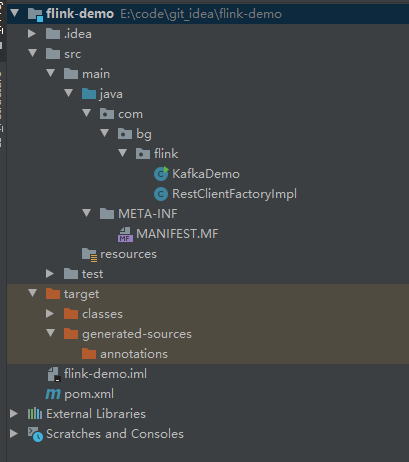 flink-demo E:\code\git_idea\flink-demo
.idea
src
main
java
com
bg
flink
KafkaDemo
RestClientFactoryImpl
META-INF
MANIFEST.MF
resources
test
target
classes
generated-sources
annotations
flink-demo.iml
pom.xml
External Libraries
Scratches and Consoles